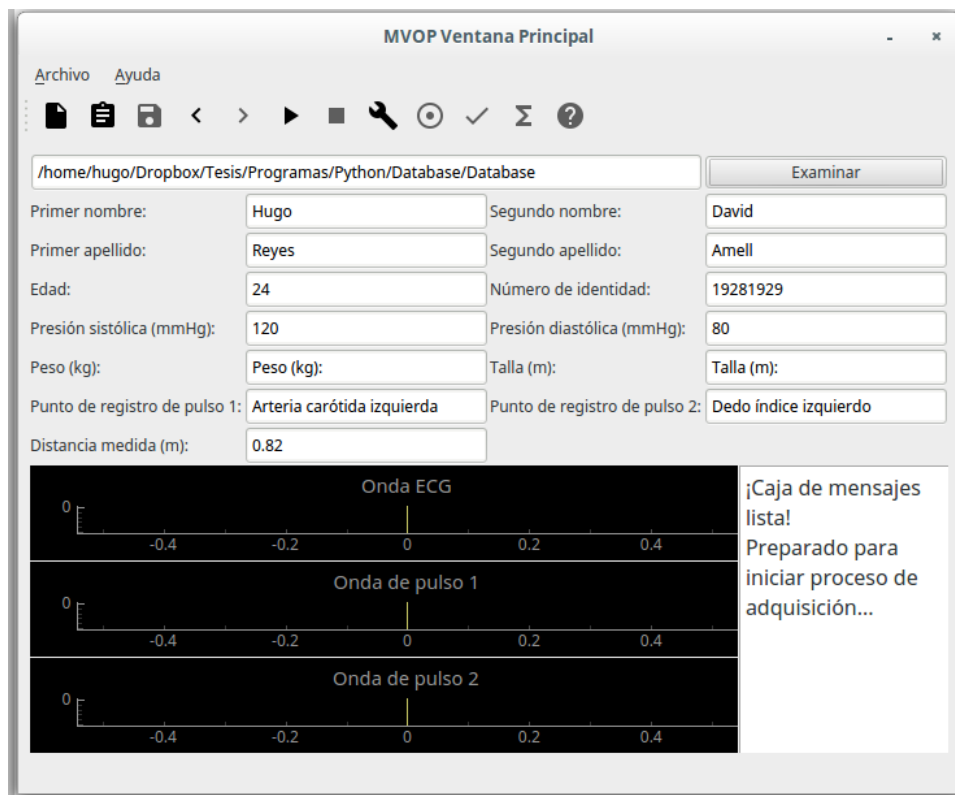 MVOP Ventana Principal
Archivo Ayuda
/home/hugo/Dropbox/Tesis/Programas/Python/Database/Database Examinar
Primer nombre: Hugo Segundo nombre: David
Primer apellido: Reyes Segundo apellido: Amell
Edad: 24 Número de identidad: 19281929
Presión sistólica (mmHg): 120 Presión diastólica (mmHg): 80
Peso (kg): Peso (kg): Talla (m): Talla (m):
Punto de registro de pulso 1: Arteria carótida izquierda Punto de registro de pulso 2: Dedo índice izquierdo
Distancia medida (m): 0.82
Onda ECG
0
-0.4 -0.2 0 0.2 0.4
Onda de pulso 1
0
-0.4 -0.2 0 0.2 0.4
Onda de pulso 2
0
-0.4 -0.2 0 0.2 0.4
¡Caja de mensajes
lista!
Preparado para
iniciar proceso de
adquisición...